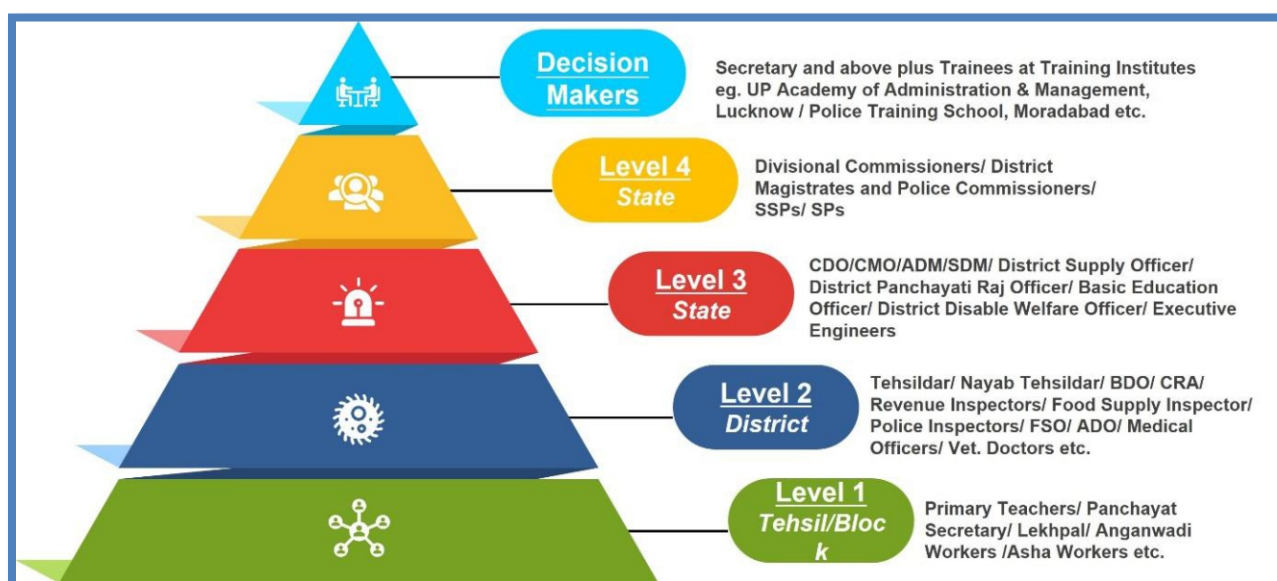 Decision
Makers
Secretary and above plus Trainees at Training Institutes
eg. UP Academy of Administration & Management,
Lucknow / Police Training School, Moradabad etc.
Level 4
State
Divisional Commissioners/ District
Magistrates and Police Commissioners/
SSPs/ SPs
Level 3
State
CDO/CMO/ADM/SDM/ District Supply Officer/
District Panchayati Raj Officer/ Basic Education
Officer/ District Disable Welfare Officer/ Executive
Engineers
Level 2
District
Tehsildar/ Nayab Tehsildar/ BDO/ CRA/
Revenue Inspectors/ Food Supply Inspector/
Police Inspectors/ FSO/ ADO/ Medical
Officers/ Vet. Doctors etc.
Level 1
Tehsil/Bloc
k
Primary Teachers/ Panchayat
Secretary/ Lekhpal/ Anganwadi
Workers /Asha Workers etc.